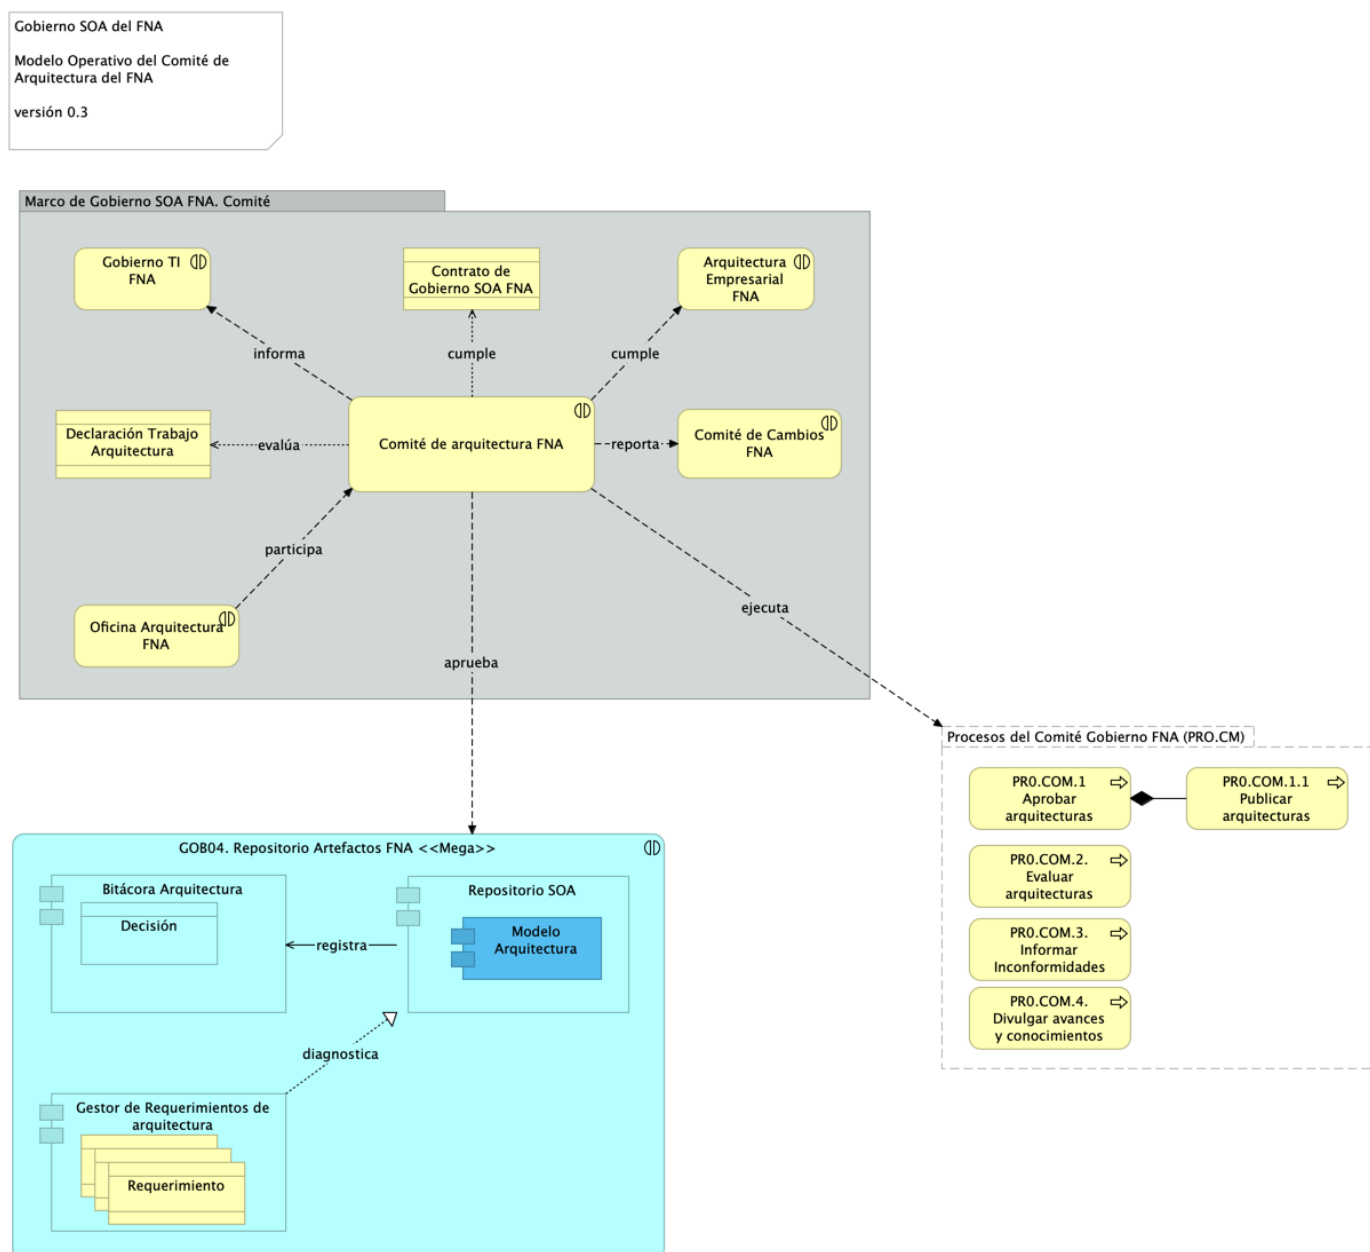 Gobierno SOA del FNA
Modelo Operativo del Comité de
Arquitectura del FNA
versión 0.3
Marco de Gobierno SOA FNA. Comité
Gobierno TI
FNA
Contrato de
Gobierno SOA FNA
Arquitectura
Empresarial
FNA
informa
cumple
cumple
Declaración Trabajo
Arquitectura
evalúa
Comité de arquitectura FNA
reporta
Comité de Cambios
FNA
participa
Oficina Arquitectura
FNA
ejecuta
aprueba
Procesos del Comité Gobierno FNA (PRO.CM)
PR0.COM.1
Aprobar
arquitecturas
PR0.COM.1.1
Publicar
arquitecturas
PR0.COM.2.
Evaluar
arquitecturas
PR0.COM.3.
Informar
Inconformidades
PR0.COM.4.
Divulgar avances
y conocimientos
GOB04. Repositorio Artefactos FNA <<Mega>>
Bitácora Arquitectura
Decisión
registra
Repositorio SOA
Modelo
Arquitectura
diagnostica
Gestor de Requerimientos de
arquitectura
Requerimiento